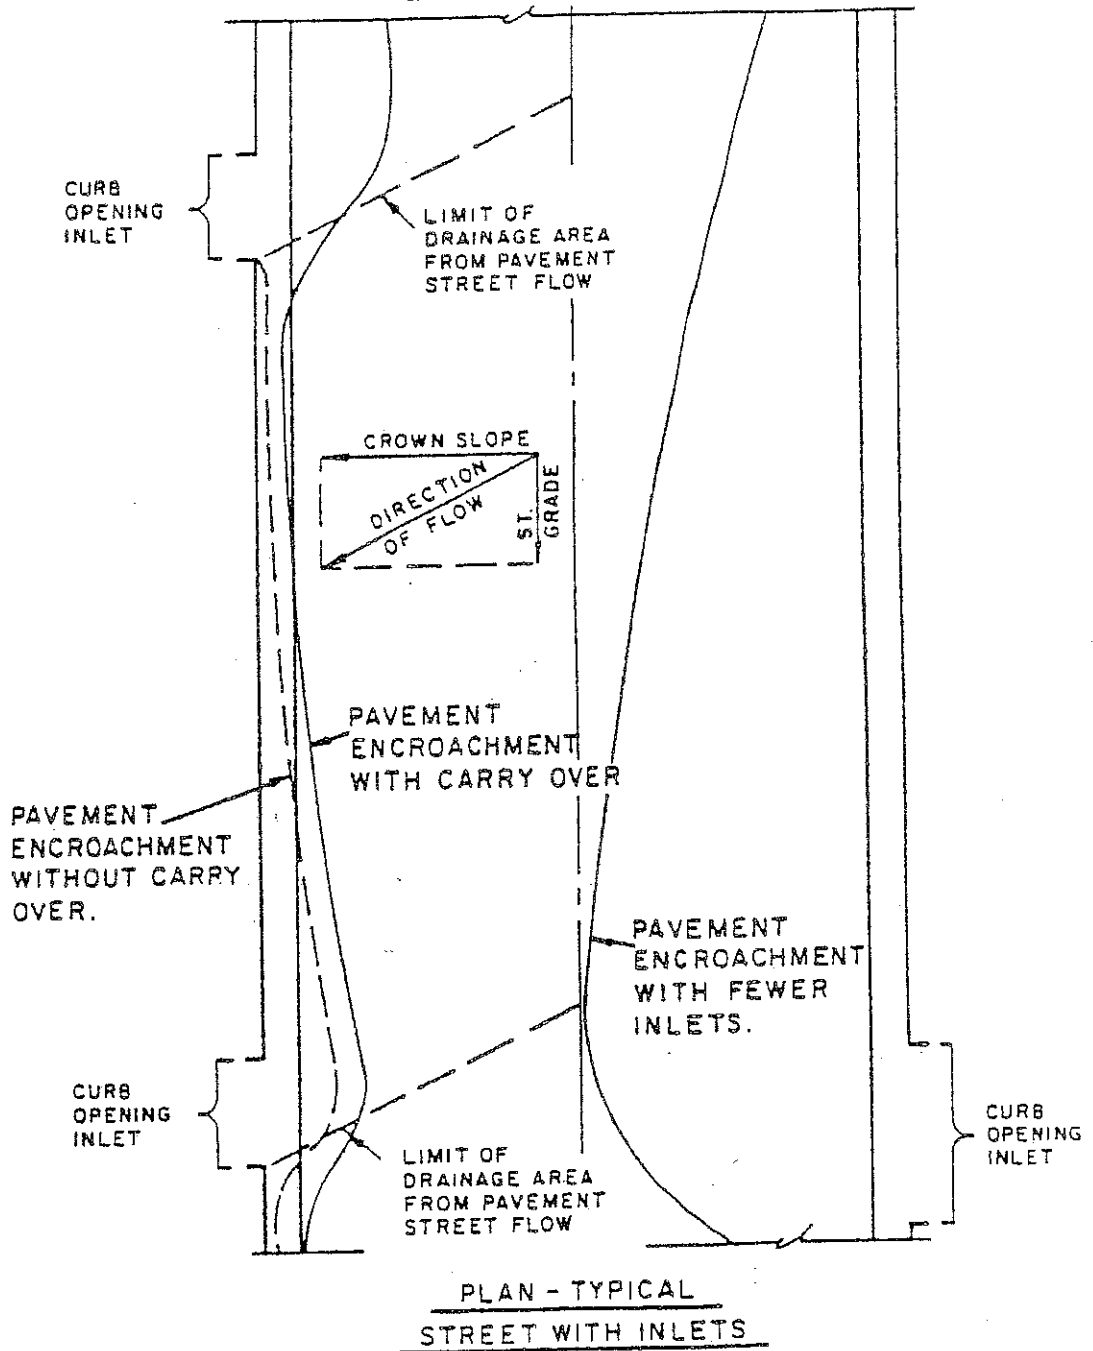 CURB
OPENING
INLET
LIMIT OF
DRAINAGE AREA
FROM PAVEMENT
STREET FLOW
CROWN SLOPE
DIRECTION
OF FLOW
ST.
GRADE
PAVEMENT
ENCROACHMENT
WITH CARRY OVER
PAVEMENT
ENCROACHMENT
WITHOUT CARRY
OVER.
PAVEMENT
ENCROACHMENT
WITH FEWER
INLETS.
CURB
OPENING
INLET
LIMIT OF
DRAINAGE AREA
FROM PAVEMENT
STREET FLOW
CURB
OPENING
INLET
PLAN - TYPICAL
STREET WITH INLETS